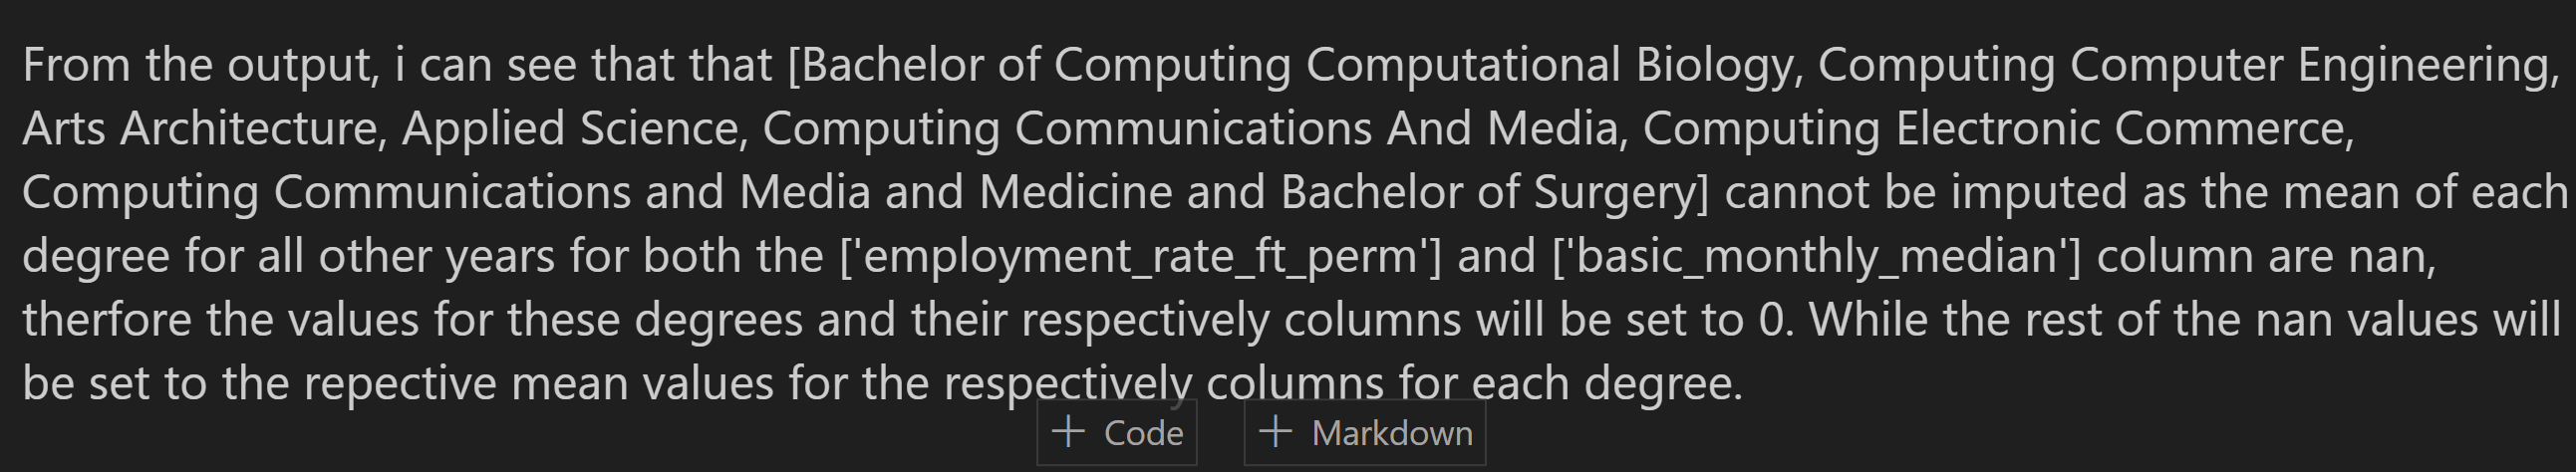 From the output, i can see that that [Bachelor of Computing Computational Biology, Computing Computer Engineering,
Arts Architecture, Applied Science, Computing Communications And Media, Computing Electronic Commerce,
Computing Communications and Media and Medicine and Bachelor of Surgery] cannot be imputed as the mean of each
degree for all other years for both the ['employment_rate_ft_perm'] and ['basic_monthly_median'] column are nan,
therfore the values for these degrees and their respectively columns will be set to 0. While the rest of the nan values will
be set to the repective mean values for the respectively columns for each degree.
+ Code + Markdown